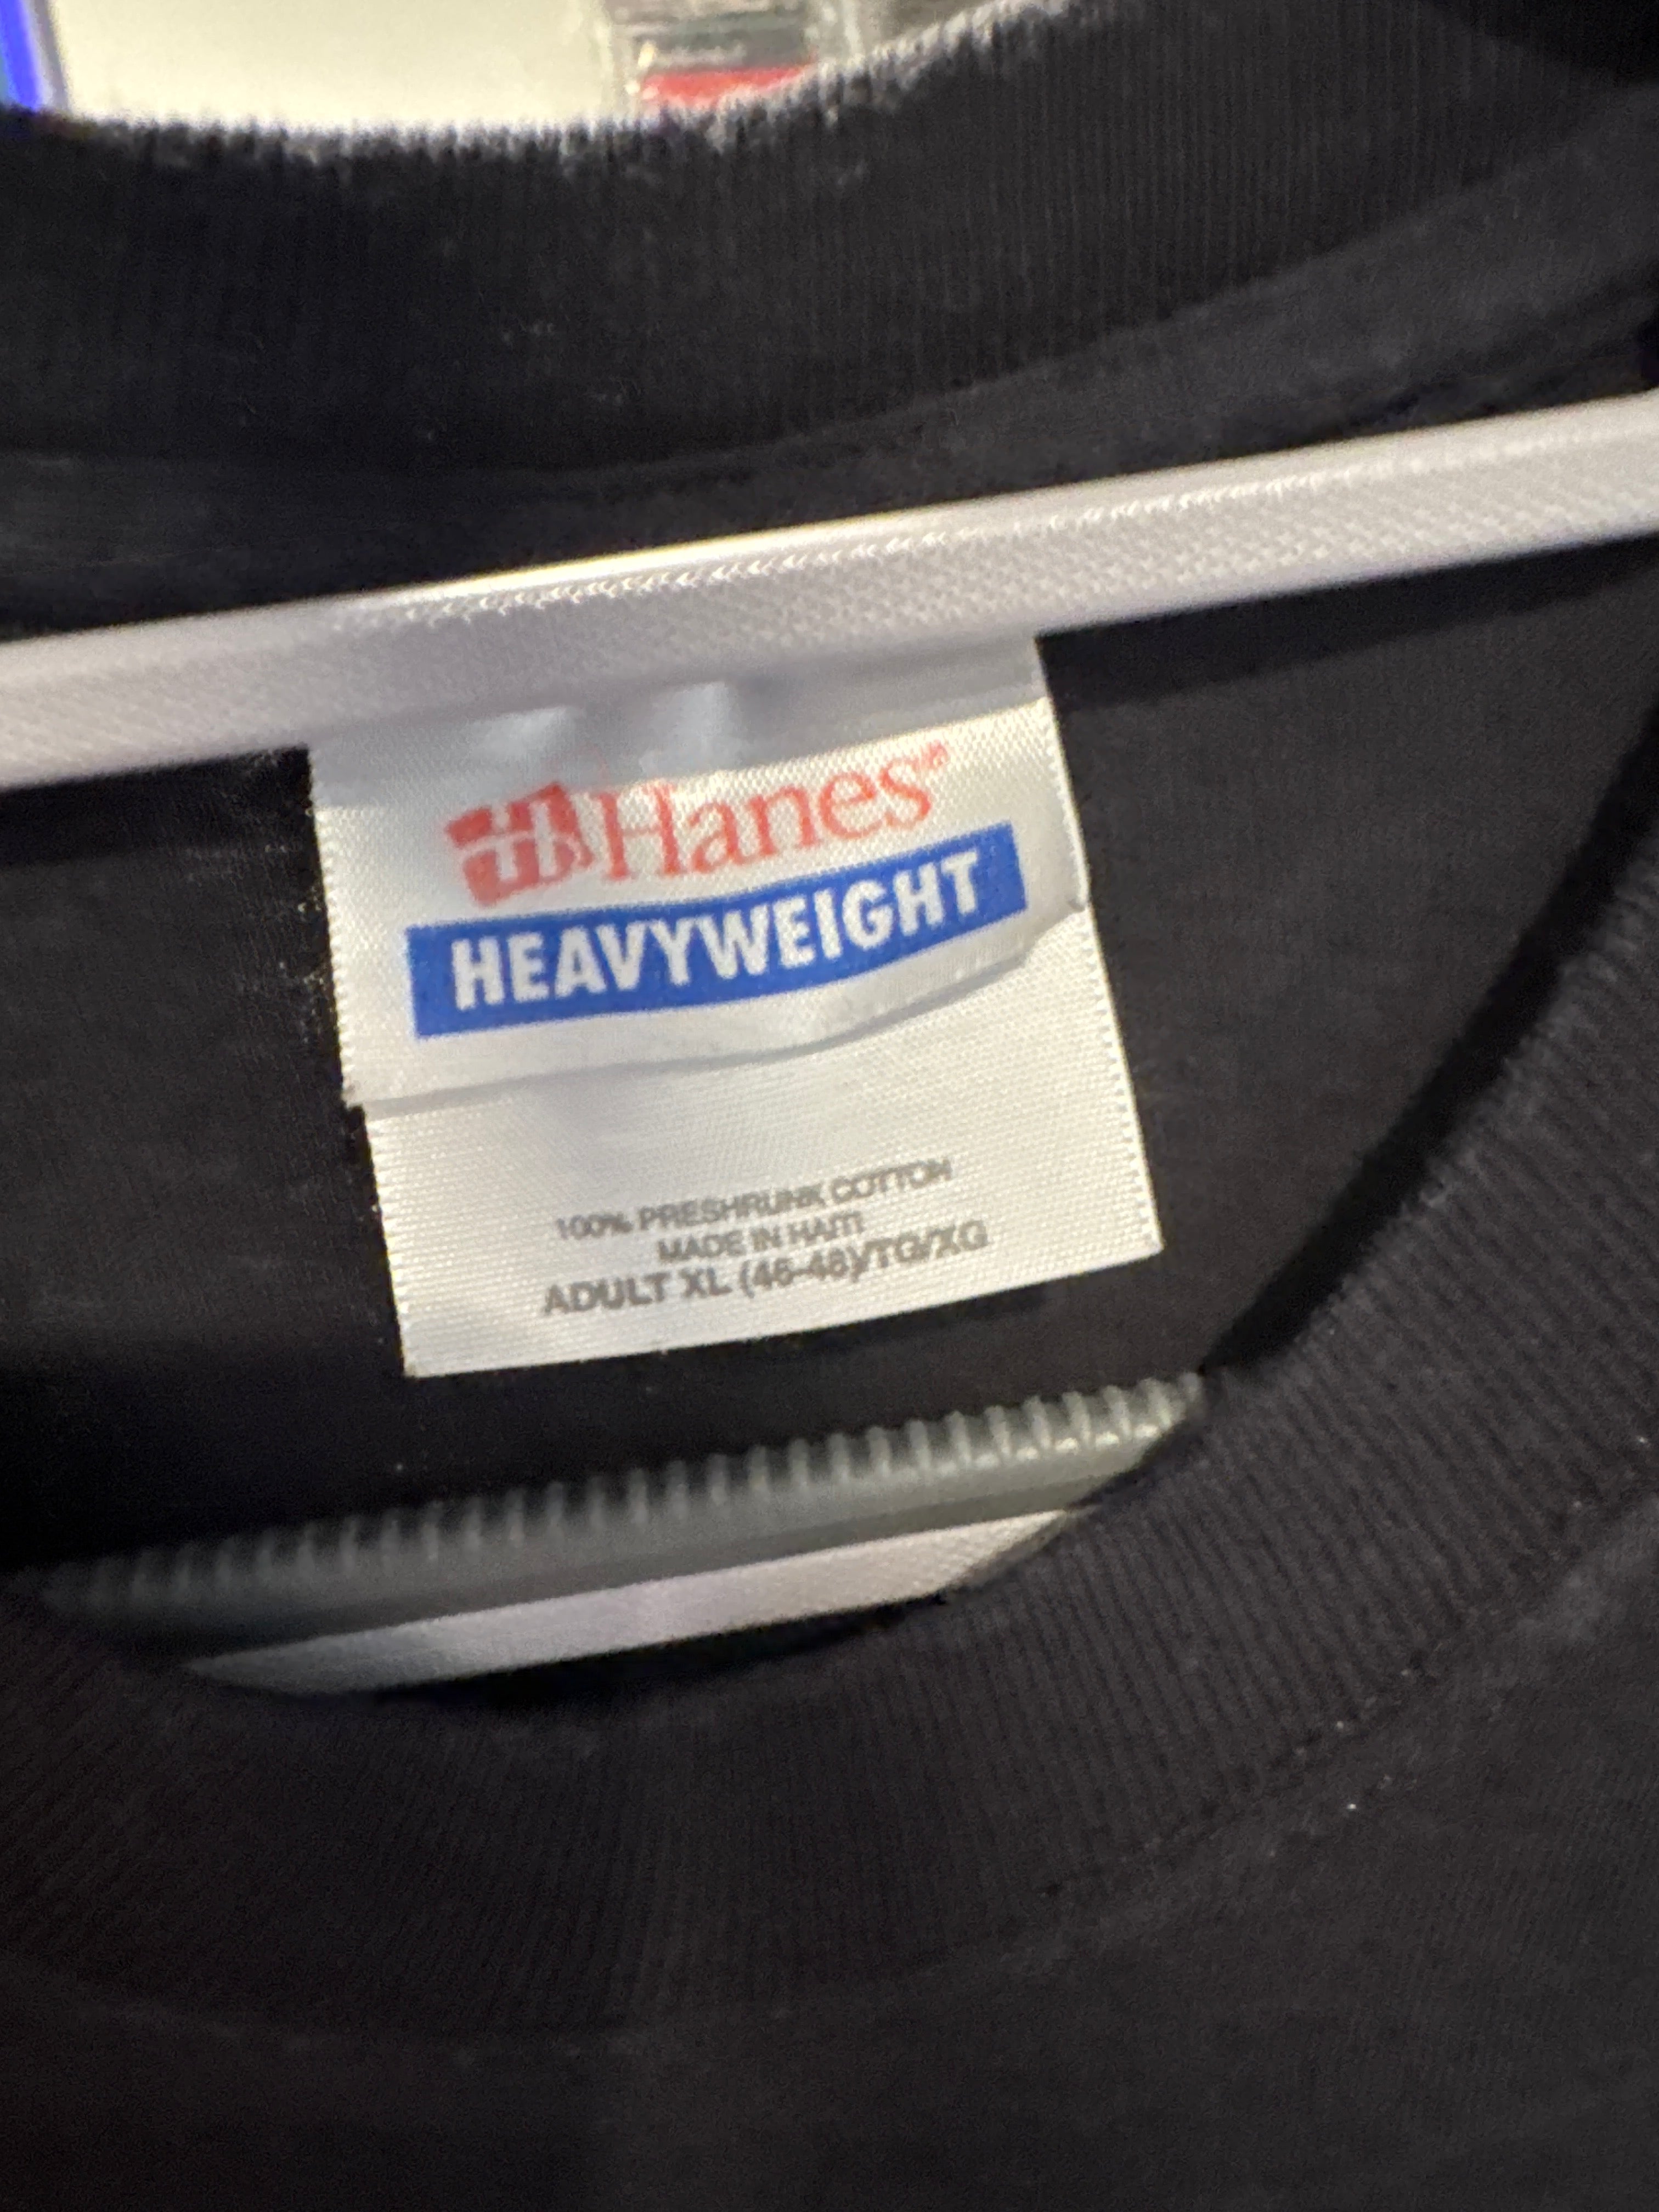 Hanes®
HEAVYWEIGHT
100% PRESHRUNK COTTON
MADE IN HAITI
ADULT XL (46-48)/TG/XG